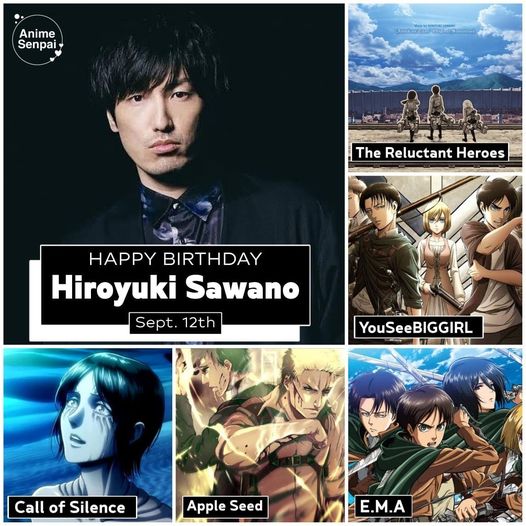 Anime
Senpai
HAPPY BIRTHDAY
Hiroyuki Sawano
Sept. 12th
The Reluctant Heroes
YouSeeBIGGIRL
Call of Silence
Apple Seed
E.M.A